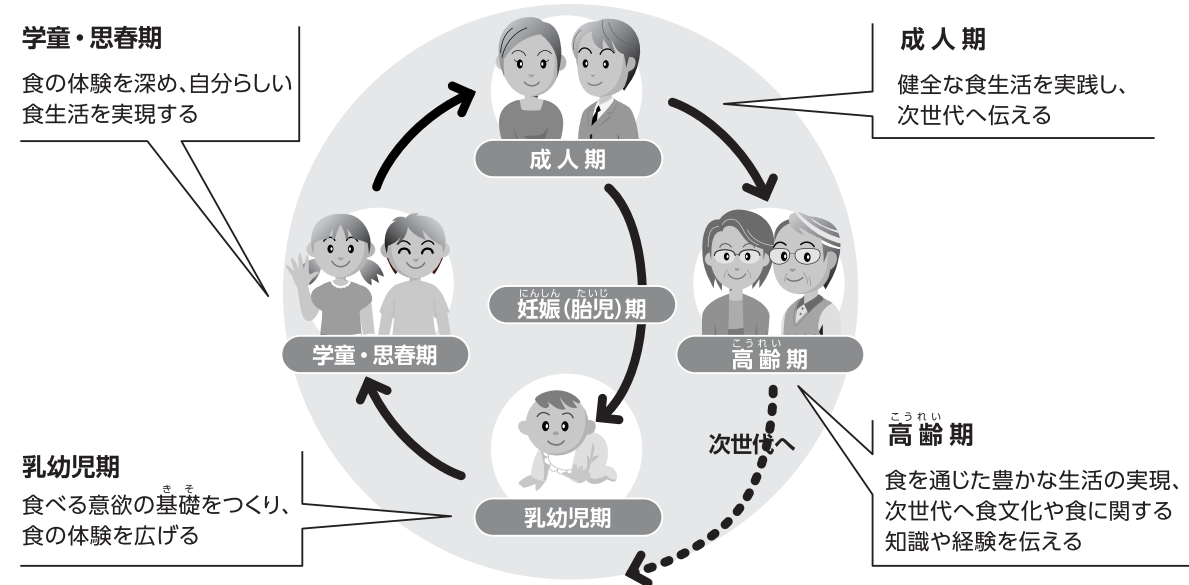 学童・思春期
食の体験を深め、自分らしい
食生活を実現する
成人期
健全な食生活を実践し、
次世代へ伝える
成人期
にんしん たいじ
妊娠(胎児)期
学童・思春期
こうれい
高齢期
次世代へ
乳幼児期
乳幼児期
きそ
食べる意欲の基礎をつくり、
食の体験を広げる
こうれい
高齢期
食を通じた豊かな生活の実現、
次世代へ食文化や食に関する
知識や経験を伝える